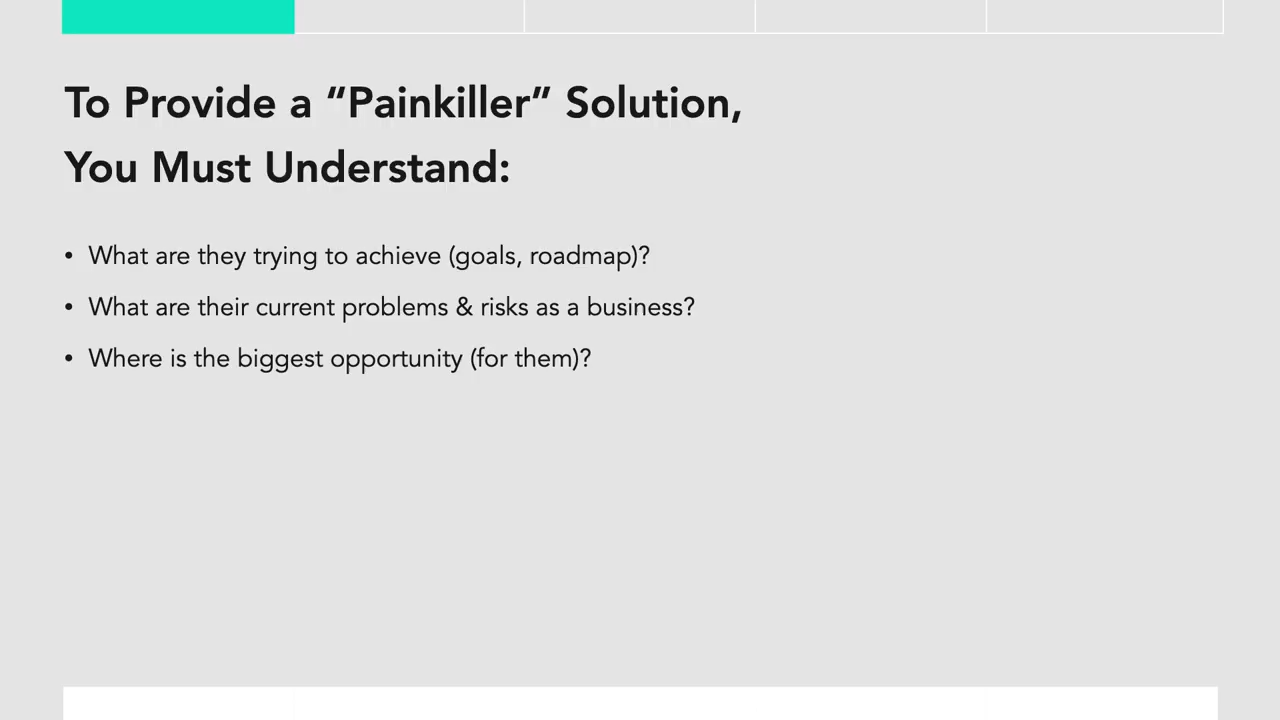 To Provide a “Painkiller” Solution,
You Must Understand:
• What are they trying to achieve (goals, roadmap)?
• What are their current problems & risks as a business?
• Where is the biggest opportunity (for them)?